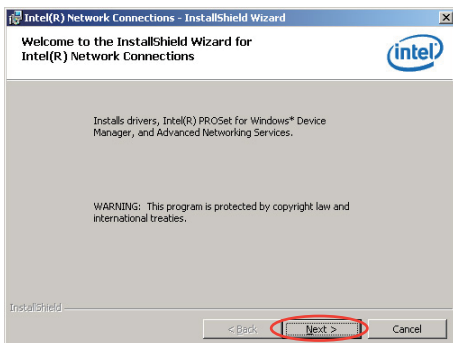 Intel(R) Network Connections - InstallShield Wizard
Welcome to the InstallShield Wizard for
Intel(R) Network Connections
intel
Installs drivers, Intel(R) PROSet for Windows* Device
Manager, and Advanced Networking Services.
WARNING: This program is protected by copyright law and
international treaties.
InstallShield
< Back Next > Cancel